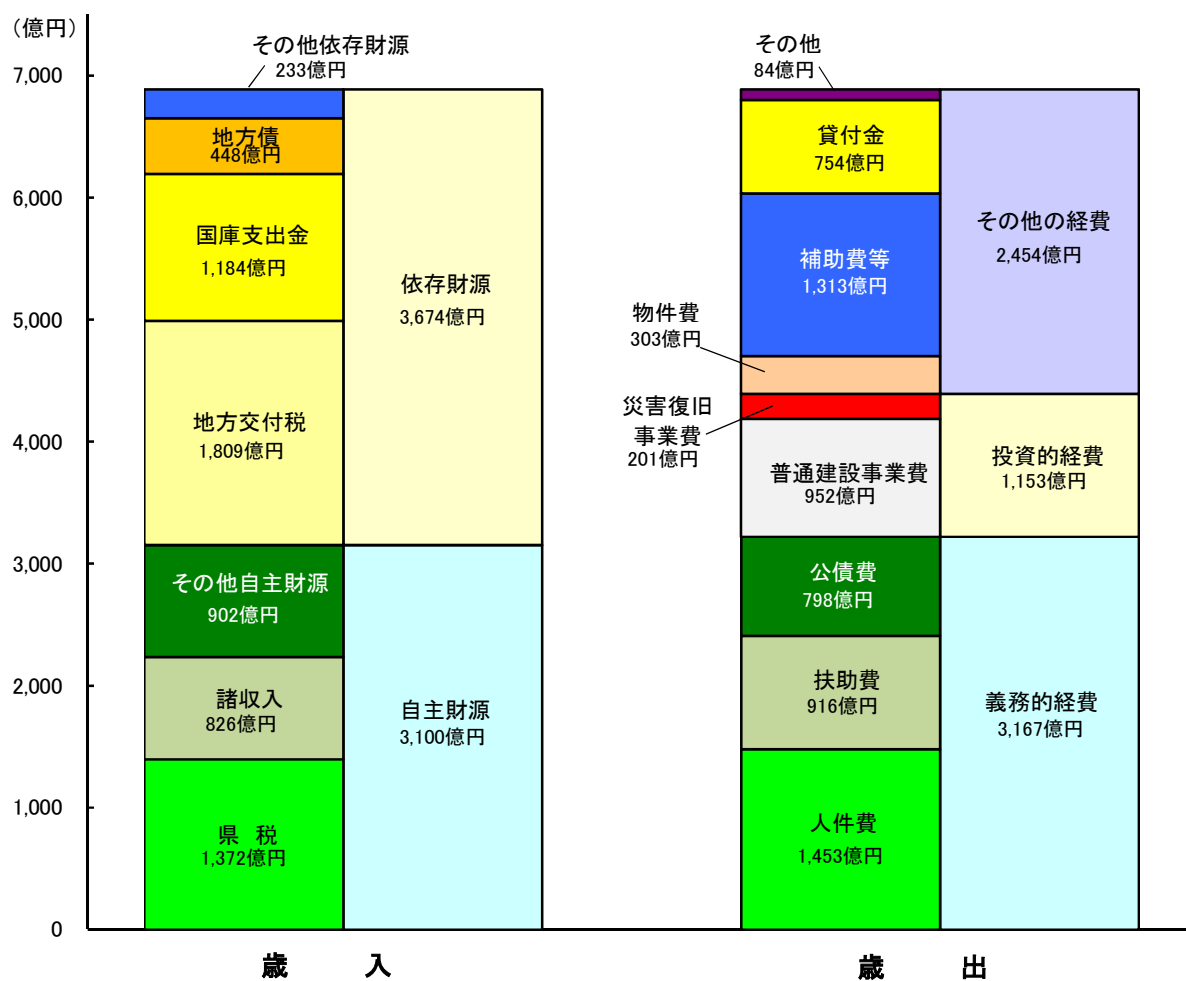 （億円）
7,000
6,000
5,000
4,000
3,000
2,000
1,000
0
その他依存財源
233億円
地方債
448億円
国庫支出金
1,184億円
地方交付税
1,809億円
その他自主財源
902億円
諸収入
826億円
県　税
1,372億円
依存財源
3,674億円
自主財源
3,100億円
歳　入
その他
84億円
貸付金
754億円
補助費等
1,313億円
物件費
303億円
災害復旧
事業費
201億円
普通建設事業費
952億円
公債費
798億円
扶助費
916億円
人件費
1,453億円
その他の経費
2,454億円
投資的経費
1,153億円
義務的経費
3,167億円
歳　出